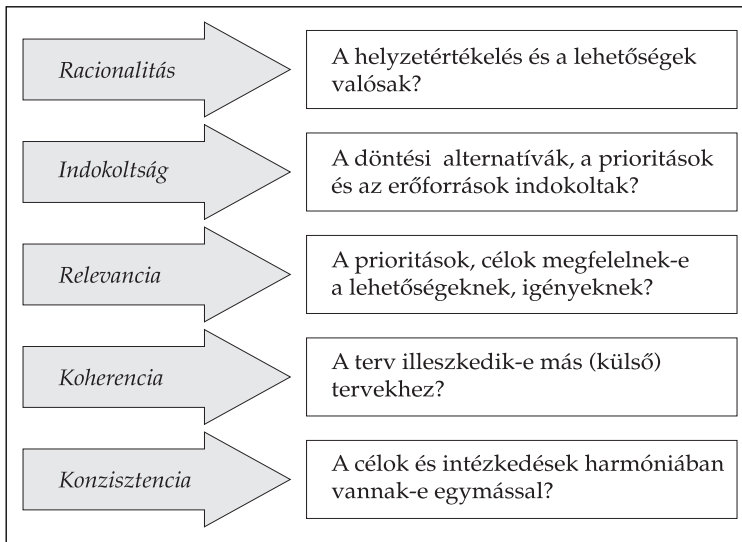 Racionalitás
A helyzetértékelés és a lehetőségek
valósak?
Indokoltság
A döntési alternatívák, a prioritások
és az erőforrások indokoltak?
Relevancia
A prioritások, célok megfelelnek-e
a lehetőségeknek, igényeknek?
Koherencia
A terv illeszkedik-e más (külső)
tervekhez?
Konzisztencia
A célok és intézkedések harmóniában
vannak-e egymással?